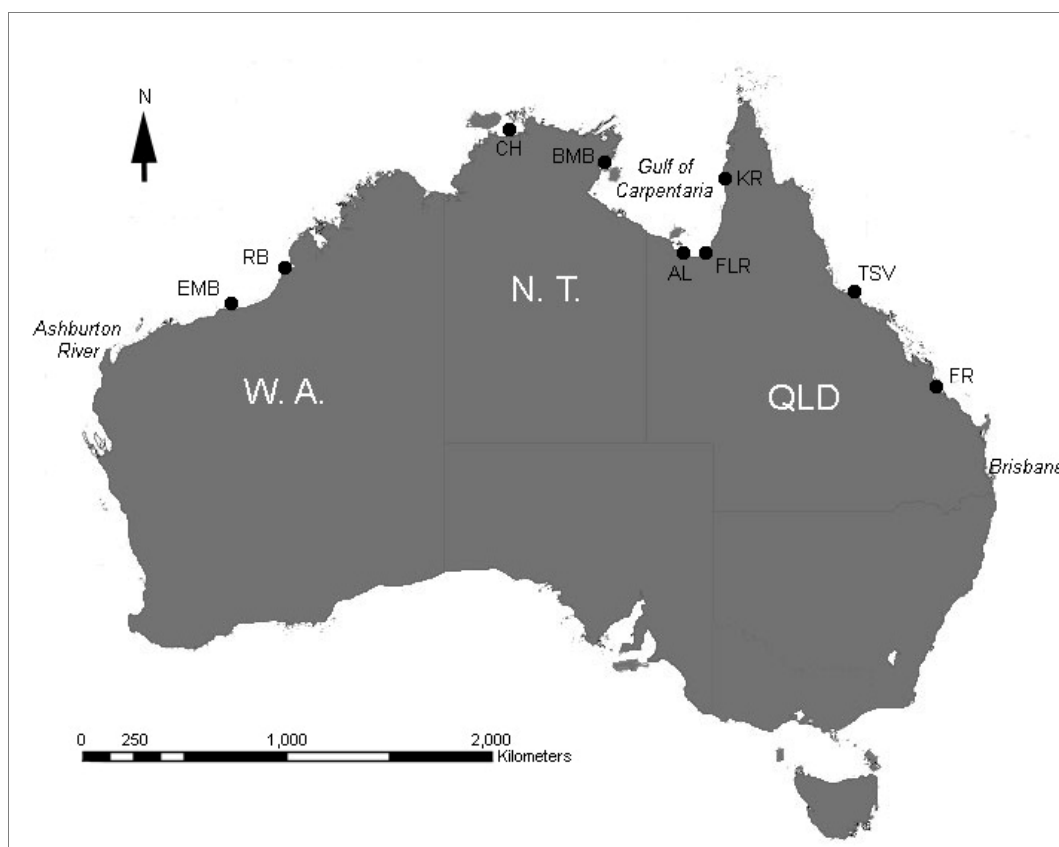 N
CH
BMB
Gulf of
Carpentaria
KR
RB
AL
FLR
EMB
N. T.
TSV
Ashburton
River
W. A.
QLD
FR
Brisbane
0 250 1,000 2,000
Kilometers